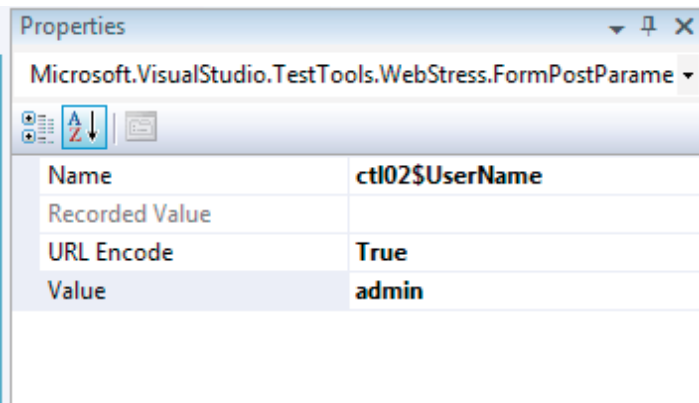 Properties
Microsoft.VisualStudio.TestTools.WebStress.FormPostParame
Name ctl02$UserName
Recorded Value
URL Encode True
Value admin